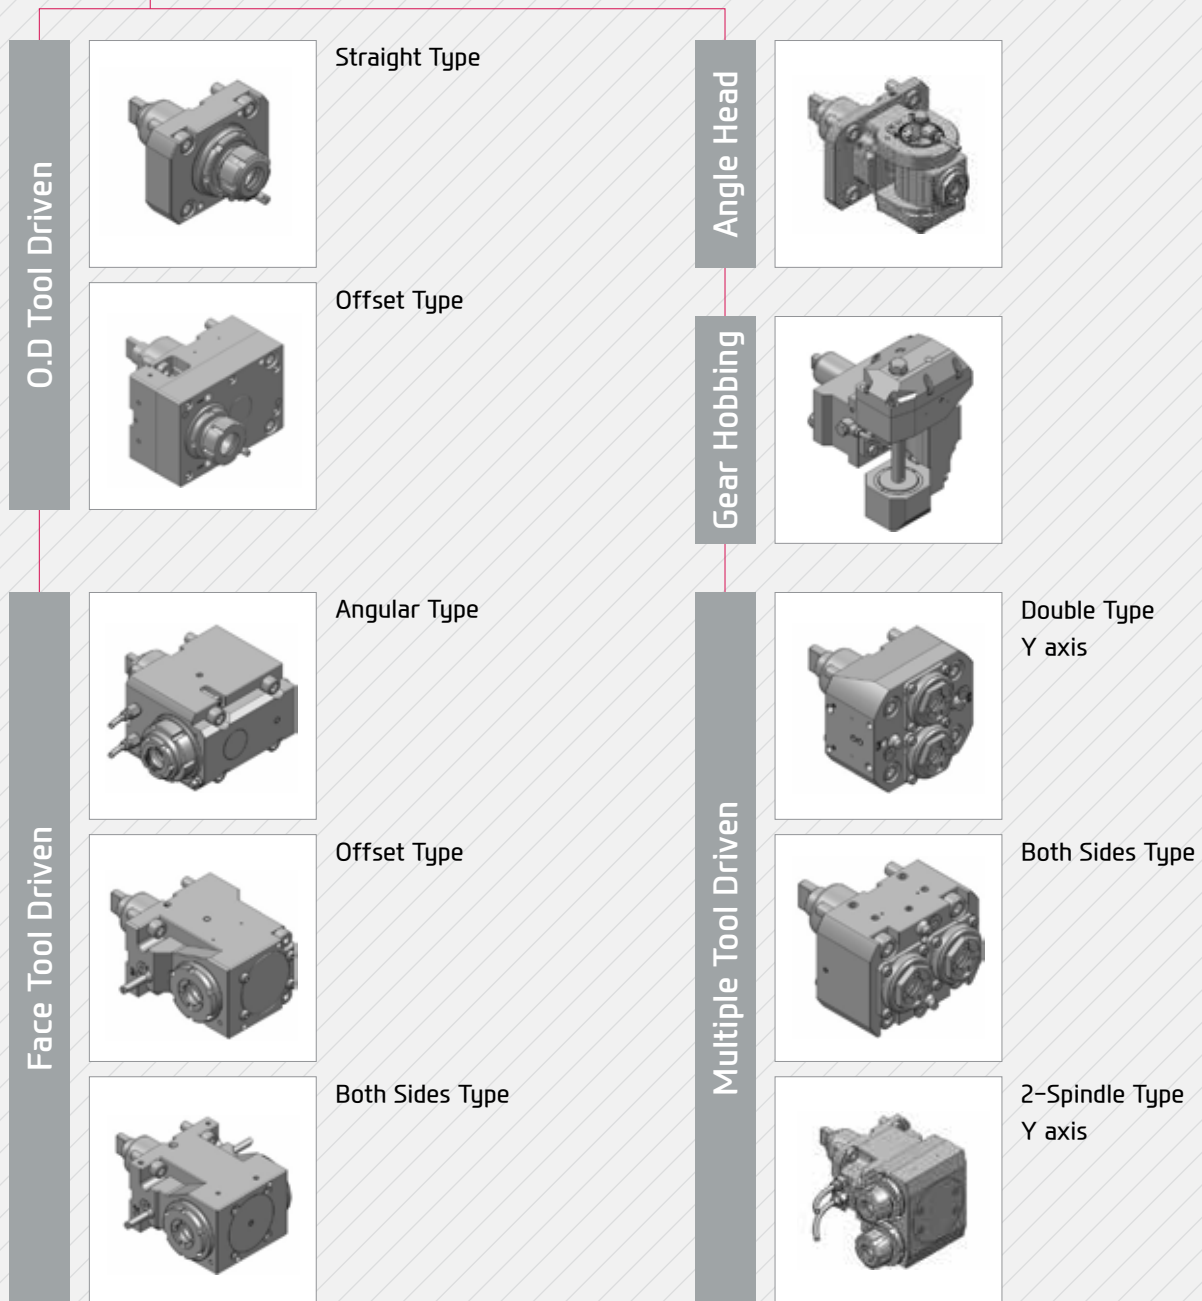 O.D Tool Driven
Straight Type
Offset Type
Face Tool Driven
Angular Type
Offset Type
Both Sides Type
Angle Head
Gear Hobbing
Multiple Tool Driven
Double Type
Y axis
Both Sides Type
2-Spindle Type
Y axis